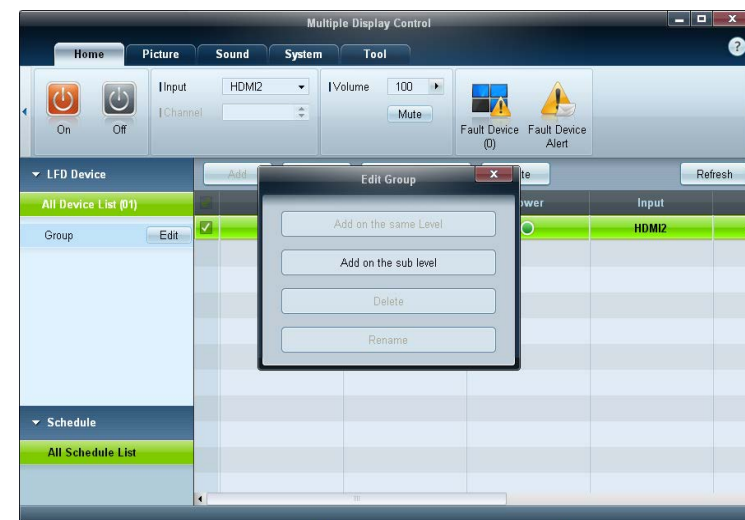 Multiple Display Control
Home Picture Sound System Tool
Input HDMI2 Volume 100
Channel Mute
On Off Fault Device (0) Fault Device Alert
LFD Device Add Refresh
All Device List (01) Input
Group Edit HDMI2
Edit Group
Add on the same Level
Add on the sub level
Delete
Rename
Schedule
All Schedule List